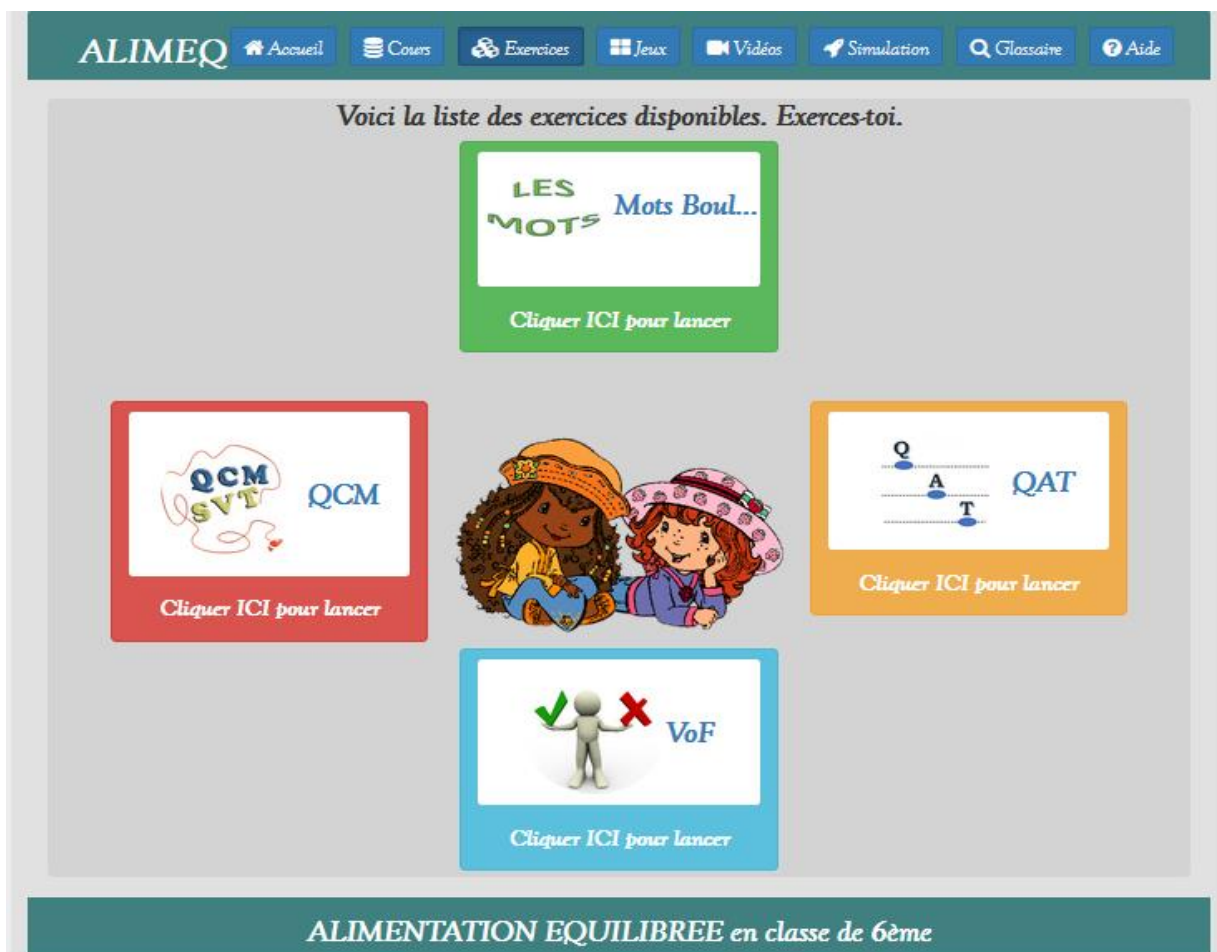 ALIMEQ Accueil Cours Exercices Jeux Vidéos Simulation Glossaire Aide
Voici la liste des exercices disponibles. Exerces-toi.
LES
MOTS
Mots Boul...
Cliquer ICI pour lancer
QCM
SVT
QCM
Cliquer ICI pour lancer
Q
A
T
QAT
Cliquer ICI pour lancer
VoF
Cliquer ICI pour lancer
ALIMENTATION EQUILIBREE en classe de 6ème